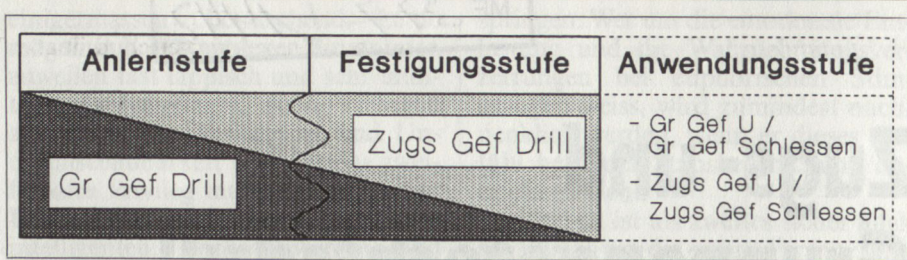 Anlernstufe Festigungsstufe Anwendungsstufe
Zugs Gef Drill
Gr Gef Drill
- Gr Gef U /
Gr Gef Schiessen
- Zugs Gef U /
Zugs Gef Schiessen